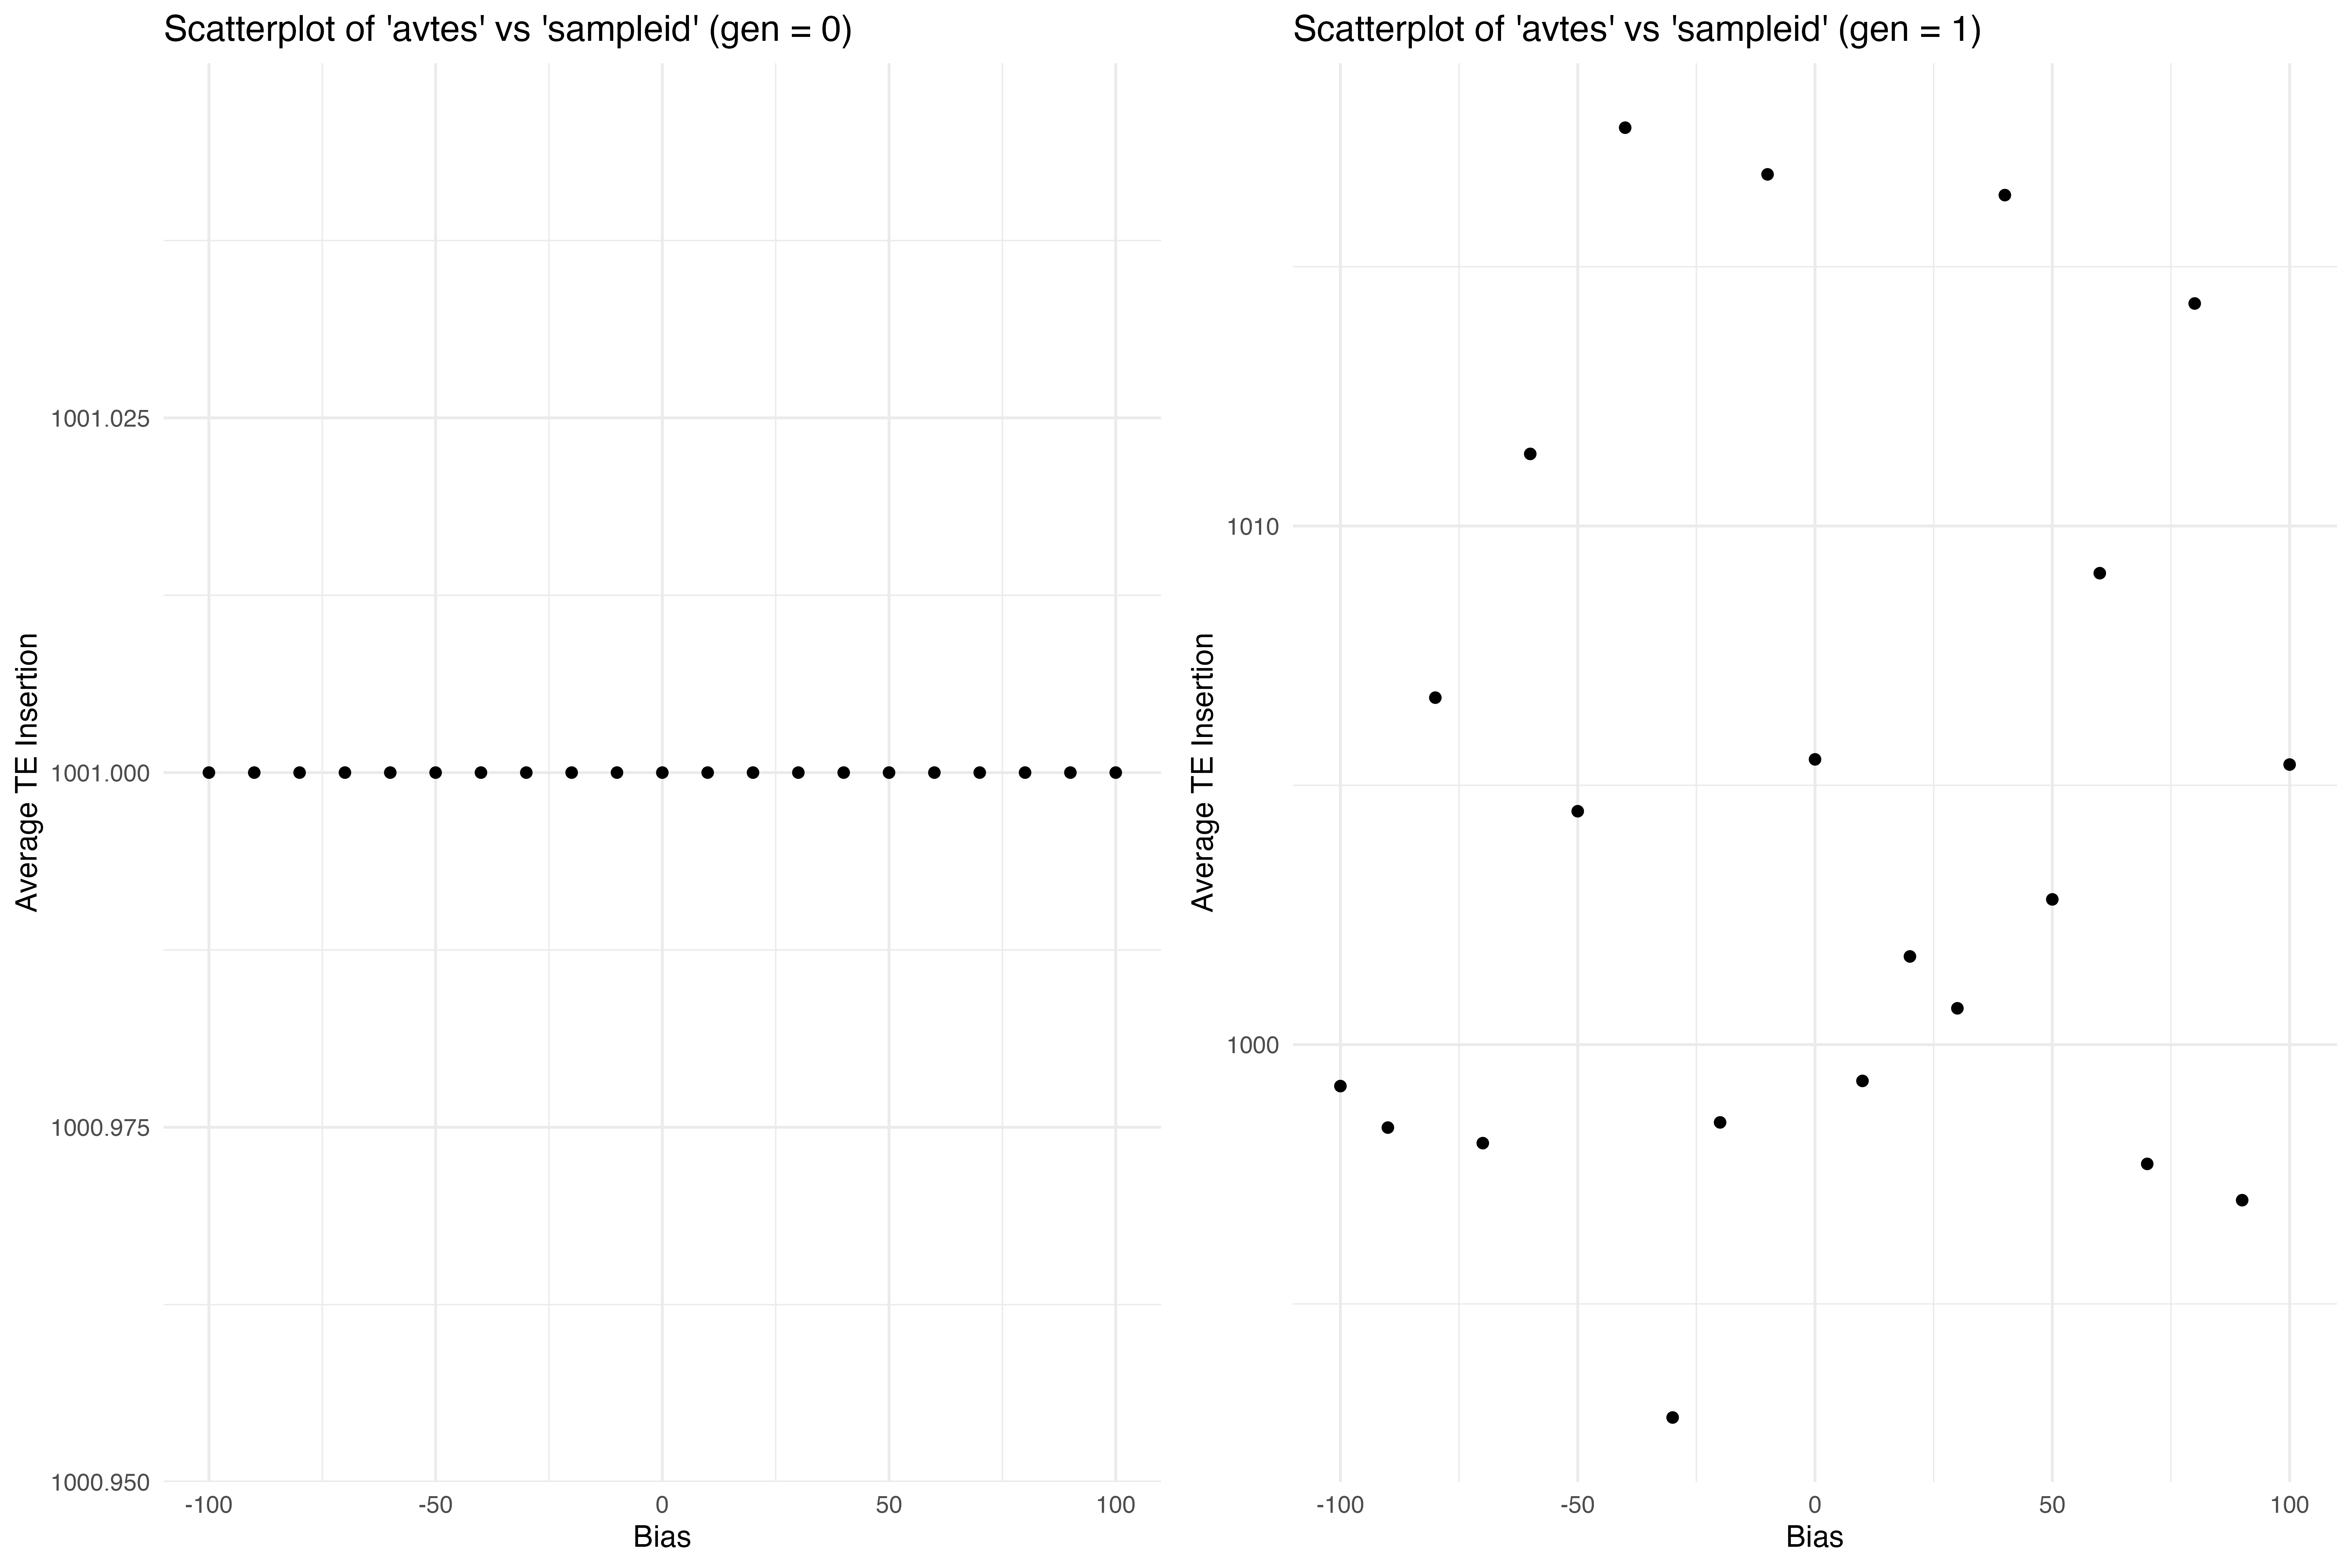 Scatterplot of 'avtes' vs 'sampleid' (gen = 0)
Average TE Insertion
1001.025
1001.000
1000.975
1000.950
-100 -50 0 50 100
Bias
Scatterplot of 'avtes' vs 'sampleid' (gen = 1)
Average TE Insertion
1010
1000
-100 -50 0 50 100
Bias